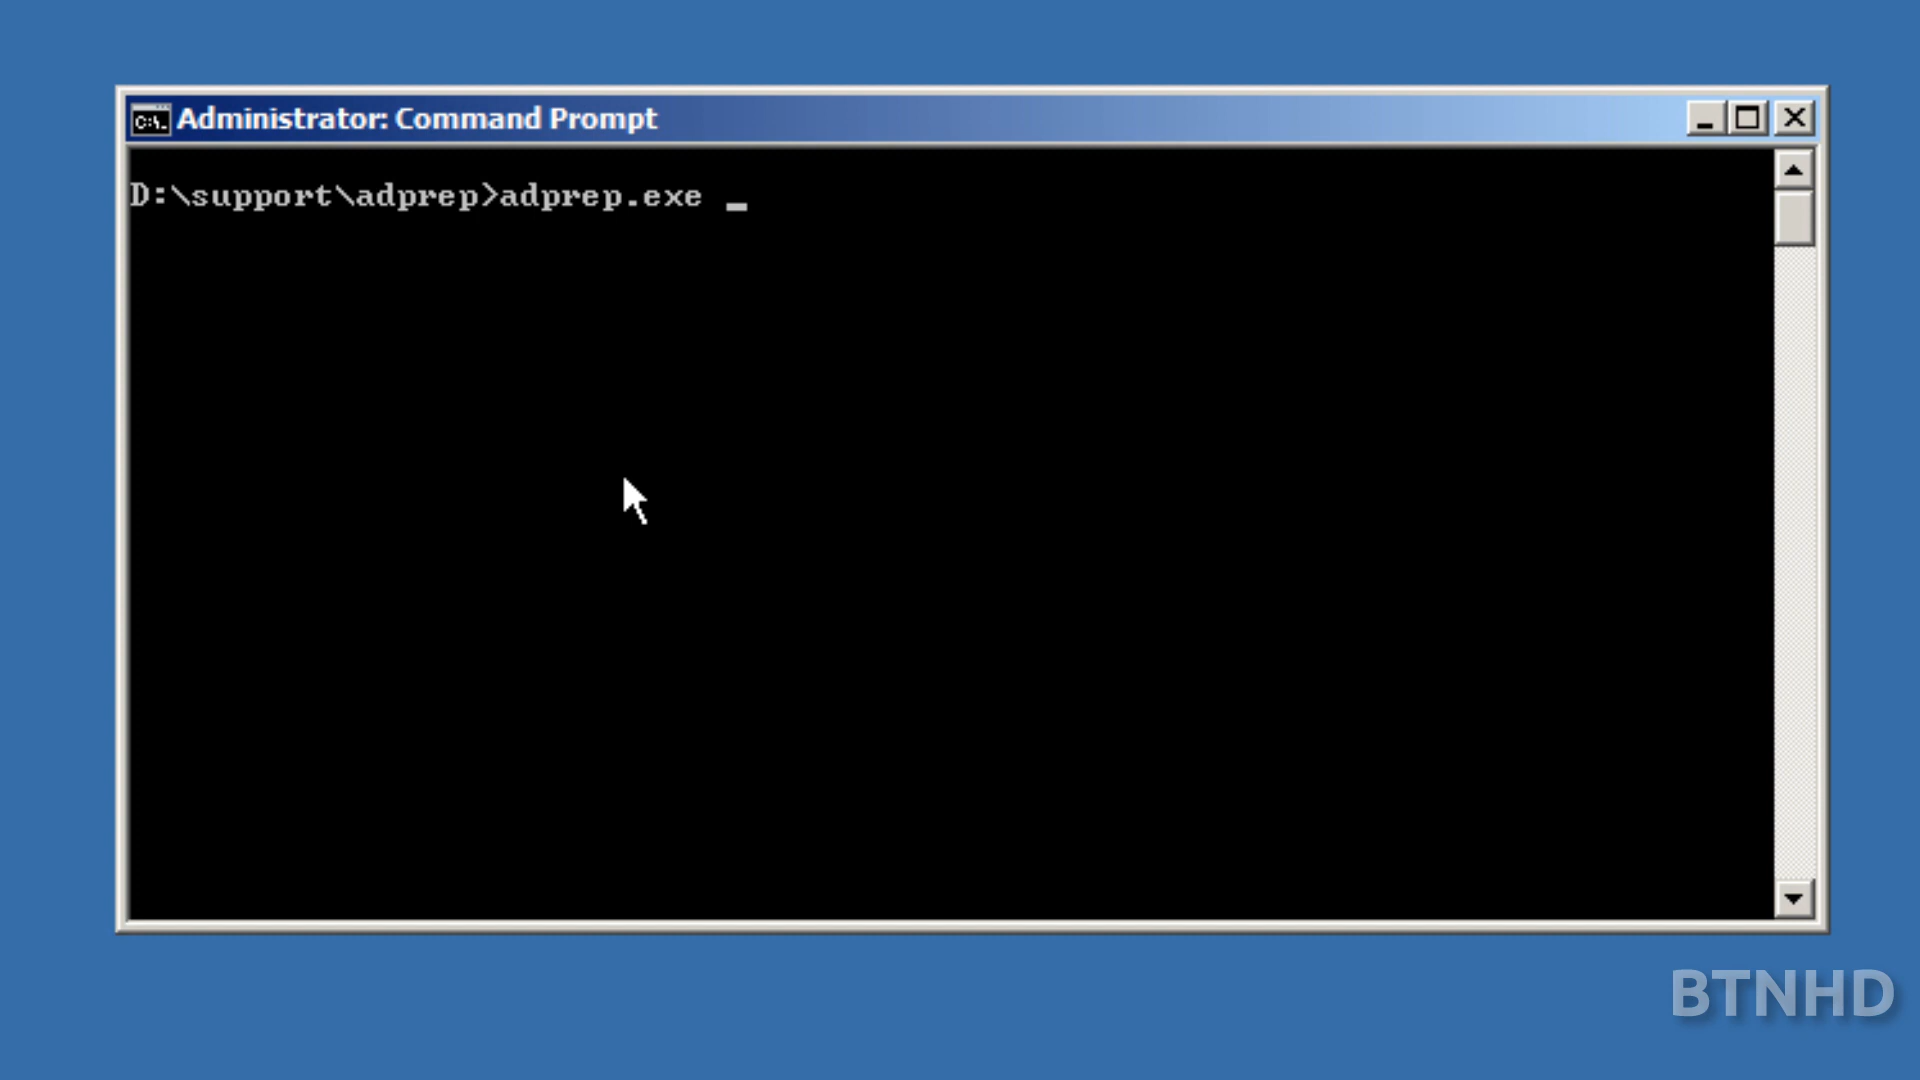 Administrator: Command Prompt
D:\support\adprep>adprep.exe _
BTNHD